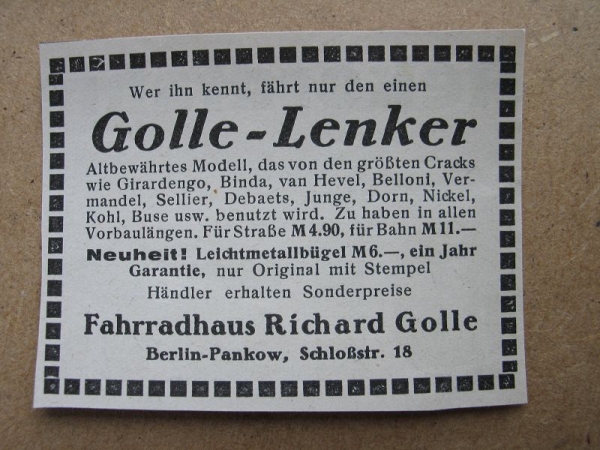 Wer ihn kennt, fährt nur den einen
Golle-Lenker
Altbewährtes Modell, das von den größten Cracks
wie Girardengo, Binda, van Hevel, Belloni, Ver-
mandel, Sellier, Debaets, Junge, Dorn, Nickel,
Kohl, Buse usw. benutzt wird. Zu haben in allen
Vorbaulängen. Für Straße M 4.90, für Bahn M 11.—
Neuheit! Leichtmetallbügel M 6.—, ein Jahr
Garantie, nur Original mit Stempel
Händler erhalten Sonderpreise
Fahrradhaus Richard Golle
Berlin-Pankow, Schloßstr. 18